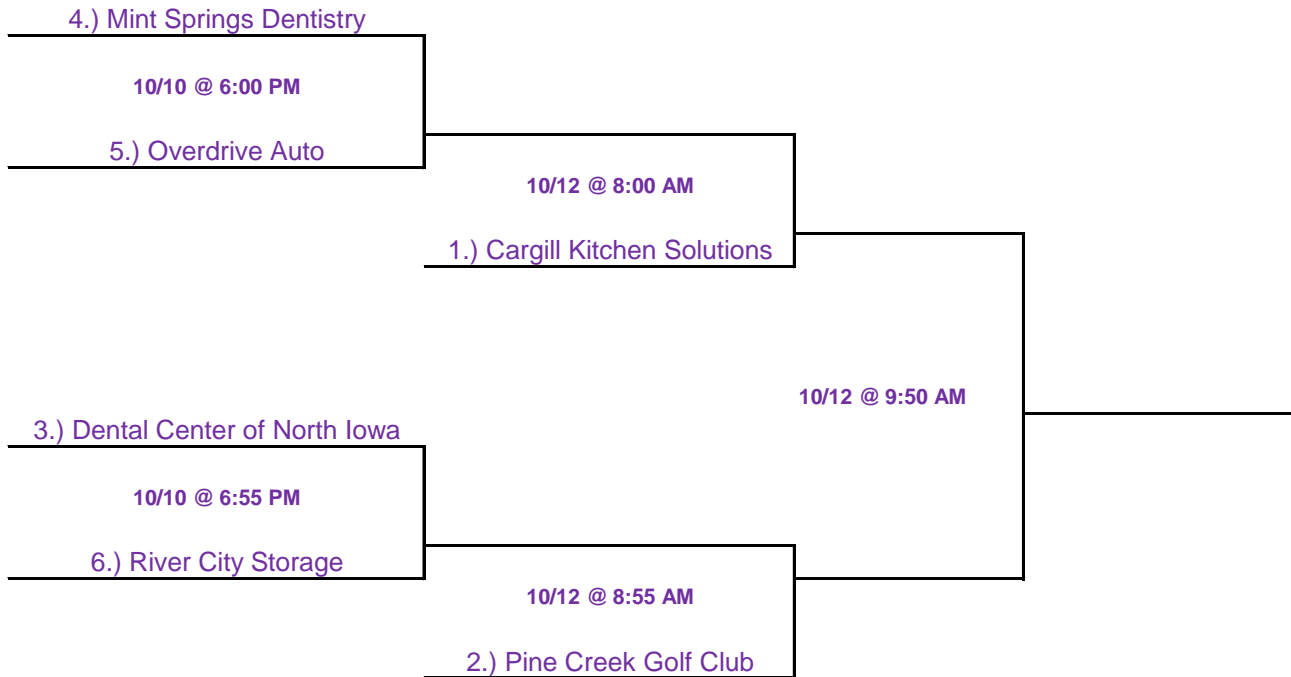 4.) Mint Springs Dentistry
10/10 @ 6:00 PM
5.) Overdrive Auto
10/12 @ 8:00 AM
1.) Cargill Kitchen Solutions
10/12 @ 9:50 AM
3.) Dental Center of North Iowa
10/10 @ 6:55 PM
6.) River City Storage
10/12 @ 8:55 AM
2.) Pine Creek Golf Club